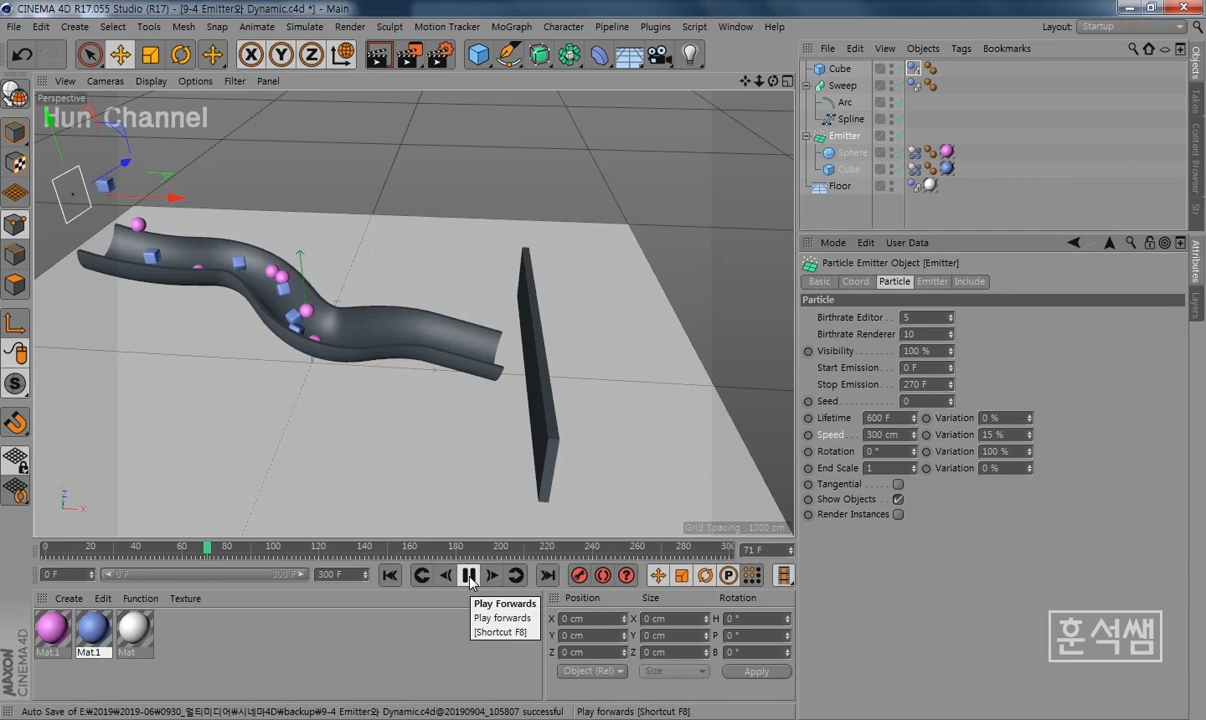 CINEMA 4D R17.055 Studio (R17) - [9-4 Emitter와 Dynamic.c4d *] - Main
File Edit Create Select Tools Mesh Snap Animate Simulate Render Sculpt Motion Tracker MoGraph Character Pipeline Plugins Script Window Help Layout: Startup
X Y Z
View Cameras Display Options Filter Panel
Perspective
Hun Channel
Z
X
Grid Spacing : 1000 cm
0 20 40 60 80 100 120 140 160 180 200 220 240 260 280 300 71 F
0 F 0 F 300 F 300 F
Play Forwards
Play forwards
[Shortcut F8]
Create Edit Function Texture
Mat.1 Mat.1 Mat
MAXON
CINEMA 4D
Position Size Rotation
X 0 cm X 0 cm H 0 °
Y 0 cm Y 0 cm P 0 °
Z 0 cm Z 0 cm B 0 °
Object (Rel) Size Apply
File Edit View Objects Tags Bookmarks
Cube
Sweep
Arc
Spline
Emitter
Sphere
Cube
Floor
Objects
Takes
Content Browser
Str
Mode Edit User Data
Particle Emitter Object [Emitter]
Basic Coord. Particle Emitter Include
Particle
Birthrate Editor . . 5
Birthrate Renderer 10
Visibility . . . . . . . . 100 %
Start Emission . . 0 F
Stop Emission . . . 270 F
Seed . . . . . . . . . . . 0
Lifetime 600 F Variation 0 %
Speed . . . 300 cm Variation 15 %
Rotation . 0 ° Variation 100 %
End Scale 1 Variation 0 %
Tangential . . . . .
Show Objects . .
Render Instances
Attributes
Layers
훈석쌤
Auto Save of E:₩2019₩2019-06₩0930_멀티미디어₩시네마4D₩backup₩9-4 Emitter와 Dynamic.c4d@20190904_105807 successful Play forwards [Shortcut F8]